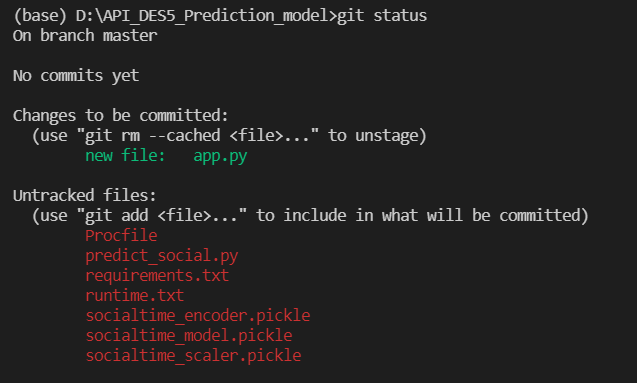 (base) D:\API_DES5_Prediction_model>git status
On branch master
No commits yet
Changes to be committed:
(use "git rm --cached <file>..." to unstage)
new file:   app.py
Untracked files:
(use "git add <file>..." to include in what will be committed)
Procfile
predict_social.py
requirements.txt
runtime.txt
socialtime_encoder.pickle
socialtime_model.pickle
socialtime_scaler.pickle